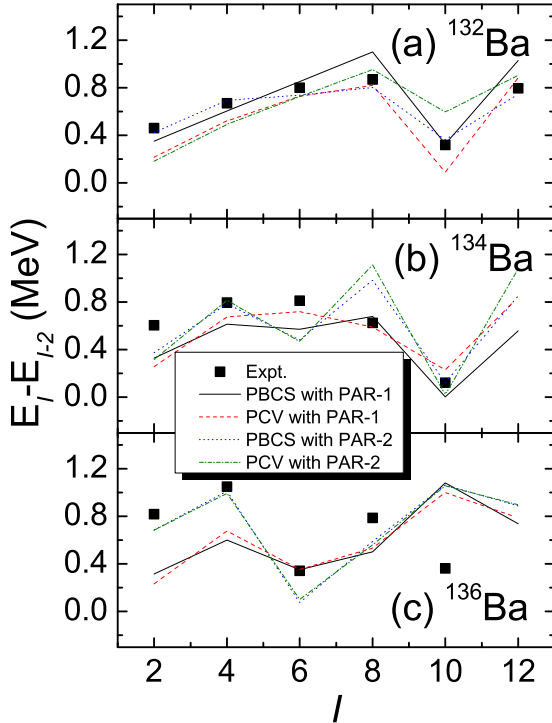 (a) ¹³²Ba
1.2
0.8
0.4
0.0
(b) ¹³⁴Ba
1.2
0.8
0.4
0.0
E_I-E_{I-2} (MeV)
Expt.
PBCS with PAR-1
PCV with PAR-1
PBCS with PAR-2
PCV with PAR-2
1.2
0.8
0.4
0.0
(c) ¹³⁶Ba
2 4 6 8 10 12
I